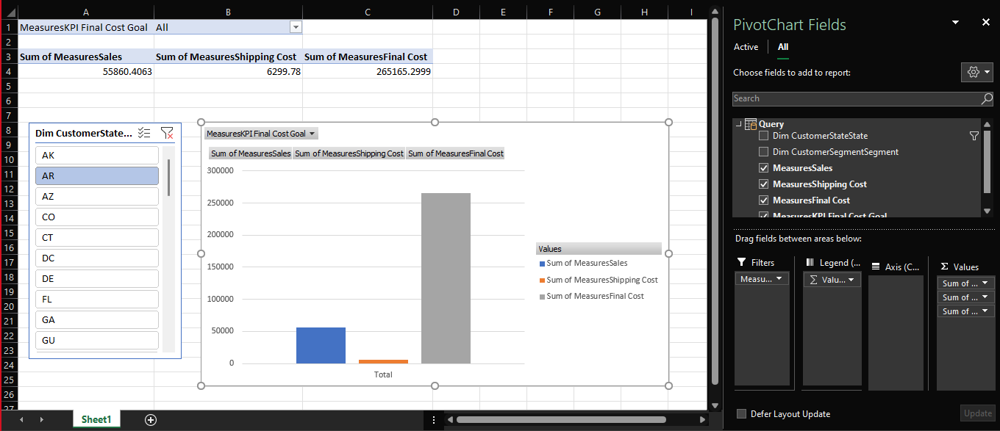 A B C D E F G H I
1 MeasuresKPI Final Cost Goal All
2
3 Sum of MeasuresSales Sum of MeasuresShipping Cost Sum of MeasuresFinal Cost
4 55860.4063 6299.78 265165.2999
5
6
7
8
9
10
11
12
13
14
15
16
17
18
19
20
21
22
23
24
25
26
27
Dim CustomerState...
AK
AR
AZ
CO
CT
DC
DE
FL
GA
GU
MeasuresKPI Final Cost Goal
Sum of MeasuresSales Sum of MeasuresShipping Cost Sum of MeasuresFinal Cost
300000
250000
200000
150000
100000
50000
0
Total
Values
Sum of MeasuresSales
Sum of MeasuresShipping Cost
Sum of MeasuresFinal Cost
Sheet1
PivotChart Fields
Active All
Choose fields to add to report:
Search
Query
Dim CustomerStateState
Dim CustomerSegmentSegment
MeasuresSales
MeasuresShipping Cost
MeasuresFinal Cost
MeasuresKPI Final Cost Goal
Drag fields between areas below:
Filters Legend (... Axis (C... Σ Values
Measu... Σ Valu... Sum of ...
Sum of ...
Sum of ...
Defer Layout Update Update